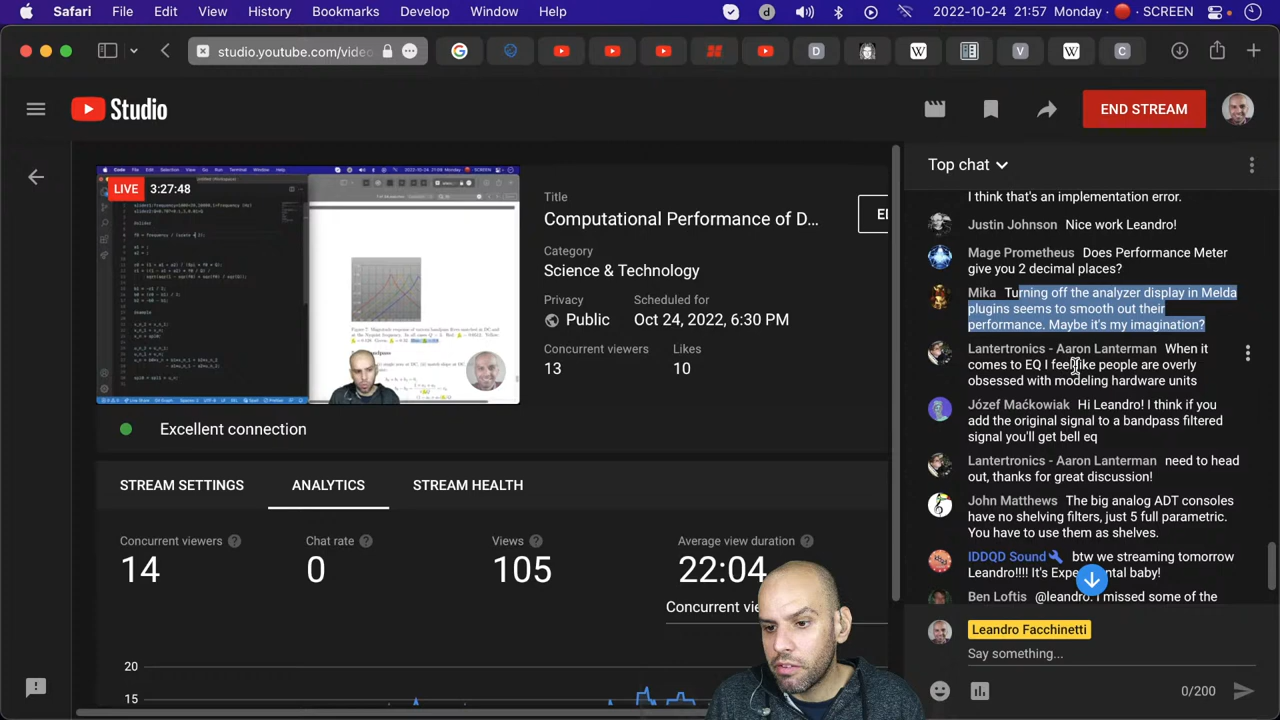 Safari File Edit View History Bookmarks Develop Window Help
2022-10-24 21:57 Monday SCREEN
studio.youtube.com/video
Studio
END STREAM
LIVE 3:27:48
Title
Computational Performance of D...
Category
Science & Technology
Privacy
Public
Scheduled for
Oct 24, 2022, 6:30 PM
Concurrent viewers
13
Likes
10
Excellent connection
STREAM SETTINGS
ANALYTICS
STREAM HEALTH
Concurrent viewers
14
Chat rate
0
Views
105
Average view duration
22:04
Concurrent vie
20
15
Top chat
I think that's an implementation error.
Justin Johnson Nice work Leandro!
Mage Prometheus Does Performance Meter
give you 2 decimal places?
Mika Turning off the analyzer display in Melda
plugins seems to smooth out their
performance. Maybe it's my imagination?
Lantertronics - Aaron Lanterman When it
comes to EQ I feel like people are overly
obsessed with modeling hardware units
Józef Maćkowiak Hi Leandro! I think if you
add the original signal to a bandpass filtered
signal you'll get bell eq
Lantertronics - Aaron Lanterman need to head
out, thanks for great discussion!
John Matthews The big analog ADT consoles
have no shelving filters, just 5 full parametric.
You have to use them as shelves.
IDDQD Sound btw we streaming tomorrow
Leandro!!!! It's Experimental baby!
Ben Loftis @leandro: I missed some of the
Leandro Facchinetti
Say something...
0/200